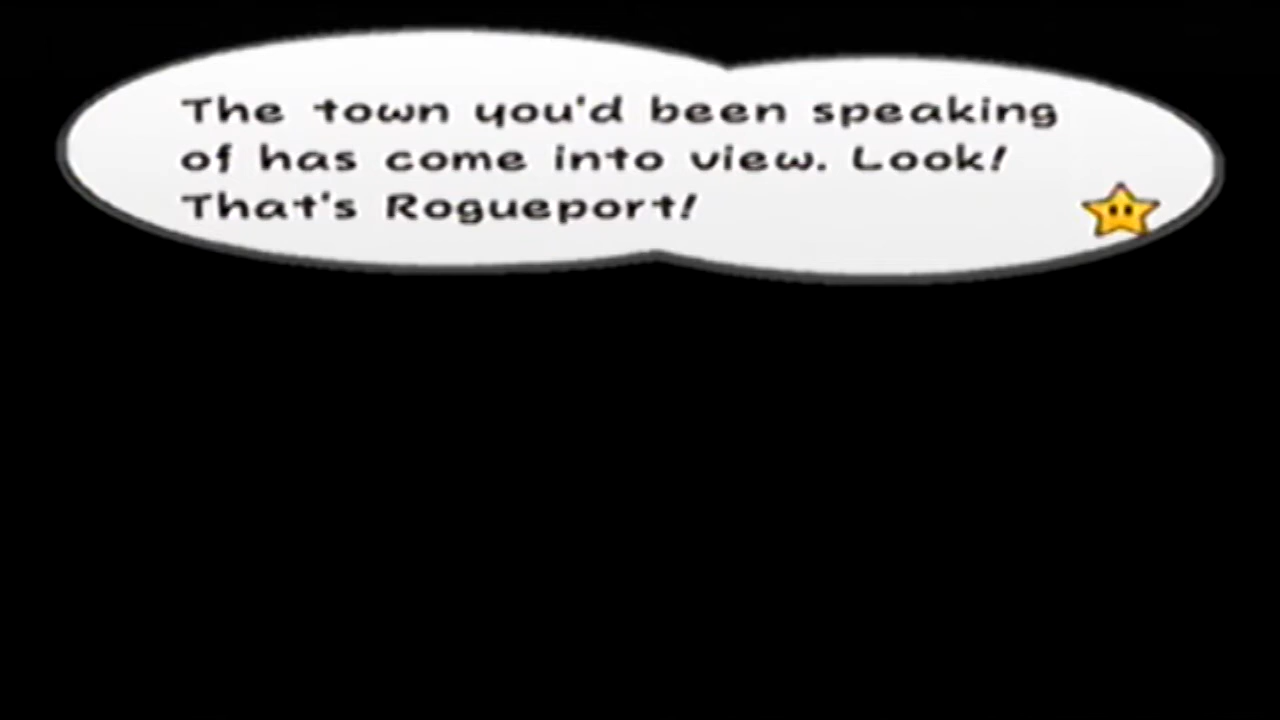 The town you'd been speaking
of has come into view. Look!
That's Rogueport!